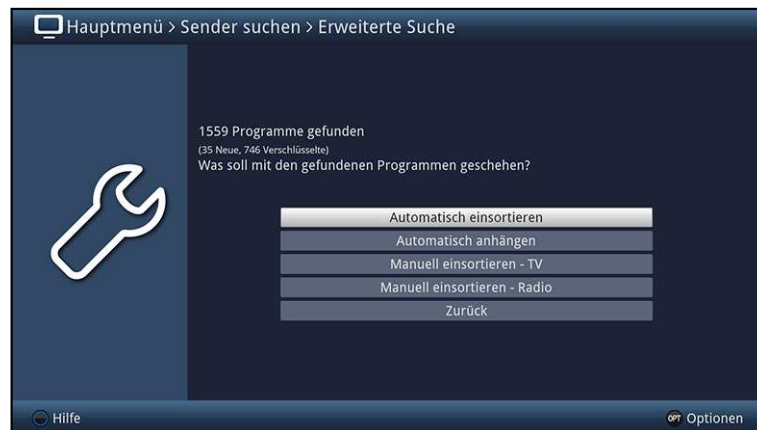 Hauptmenü > Sender suchen > Erweiterte Suche
1559 Programme gefunden
(35 Neue, 746 Verschlüsselte)
Was soll mit den gefundenen Programmen geschehen?
Automatisch einsortieren
Automatisch anhängen
Manuell einsortieren - TV
Manuell einsortieren - Radio
Zurück
Hilfe
OPT Optionen